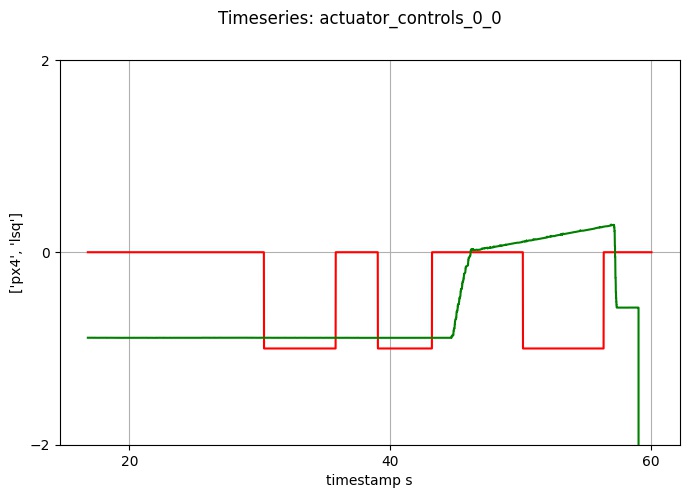 Timeseries: actuator_controls_0_0
2
0
−2
['px4', 'lsq']
20
40
60
timestamp s